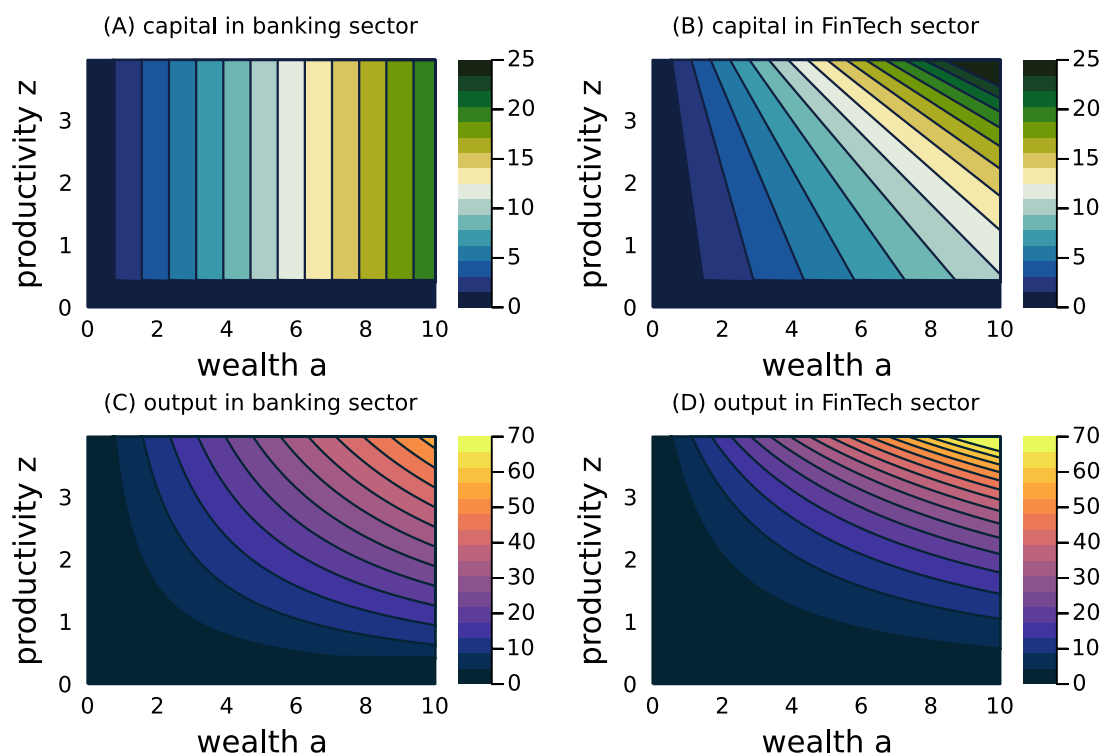 (A) capital in banking sector
(B) capital in FinTech sector
productivity z
3
2
1
0
0 2 4 6 8 10
wealth a
25
20
15
10
5
0
productivity z
3
2
1
0
0 2 4 6 8 10
wealth a
25
20
15
10
5
0
(C) output in banking sector
(D) output in FinTech sector
productivity z
3
2
1
0
0 2 4 6 8 10
wealth a
70
60
50
40
30
20
10
0
productivity z
3
2
1
0
0 2 4 6 8 10
wealth a
70
60
50
40
30
20
10
0